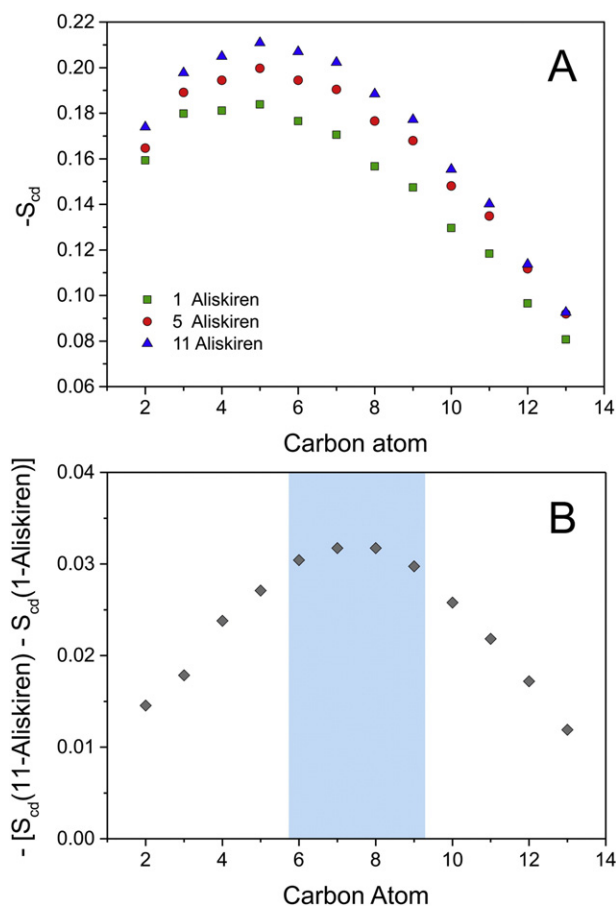 A
0.22
0.20
0.18
0.16
0.14
0.12
0.10
0.08
0.06
-Scd
1 Aliskiren
5 Aliskiren
11 Aliskiren
2 4 6 8 10 12 14
Carbon atom
B
0.04
0.03
0.02
0.01
0.00
- [Scd(11-Aliskiren) - Scd(1-Aliskiren)]
2 4 6 8 10 12 14
Carbon Atom